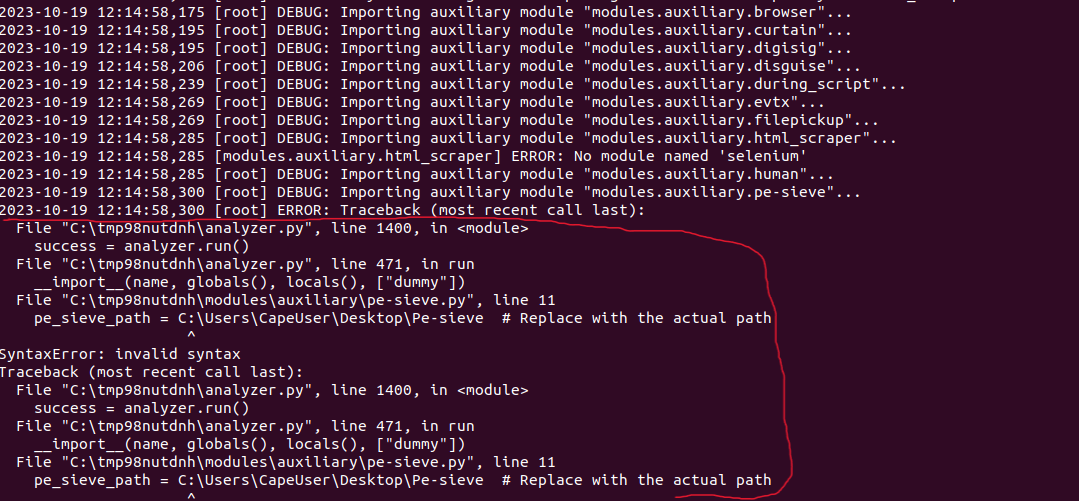 2023-10-19 12:14:58,175 [root] DEBUG: Importing auxiliary module "modules.auxiliary.browser"...
2023-10-19 12:14:58,195 [root] DEBUG: Importing auxiliary module "modules.auxiliary.curtain"...
2023-10-19 12:14:58,195 [root] DEBUG: Importing auxiliary module "modules.auxiliary.digisig"...
2023-10-19 12:14:58,206 [root] DEBUG: Importing auxiliary module "modules.auxiliary.disguise"...
2023-10-19 12:14:58,239 [root] DEBUG: Importing auxiliary module "modules.auxiliary.during_script"...
2023-10-19 12:14:58,269 [root] DEBUG: Importing auxiliary module "modules.auxiliary.evtx"...
2023-10-19 12:14:58,269 [root] DEBUG: Importing auxiliary module "modules.auxiliary.filepickup"...
2023-10-19 12:14:58,285 [root] DEBUG: Importing auxiliary module "modules.auxiliary.html_scraper"...
2023-10-19 12:14:58,285 [modules.auxiliary.html_scraper] ERROR: No module named 'selenium'
2023-10-19 12:14:58,285 [root] DEBUG: Importing auxiliary module "modules.auxiliary.human"...
2023-10-19 12:14:58,300 [root] DEBUG: Importing auxiliary module "modules.auxiliary.pe-sieve"...
2023-10-19 12:14:58,300 [root] ERROR: Traceback (most recent call last):
  File "C:\tmp98nutdnh\analyzer.py", line 1400, in <module>
    success = analyzer.run()
  File "C:\tmp98nutdnh\analyzer.py", line 471, in run
    __import__(name, globals(), locals(), ["dummy"])
  File "C:\tmp98nutdnh\modules\auxiliary\pe-sieve.py", line 11
    pe_sieve_path = C:\Users\CapeUser\Desktop\Pe-sieve  # Replace with the actual path
                     ^
SyntaxError: invalid syntax
Traceback (most recent call last):
  File "C:\tmp98nutdnh\analyzer.py", line 1400, in <module>
    success = analyzer.run()
  File "C:\tmp98nutdnh\analyzer.py", line 471, in run
    __import__(name, globals(), locals(), ["dummy"])
  File "C:\tmp98nutdnh\modules\auxiliary\pe-sieve.py", line 11
    pe_sieve_path = C:\Users\CapeUser\Desktop\Pe-sieve  # Replace with the actual path
                     ^